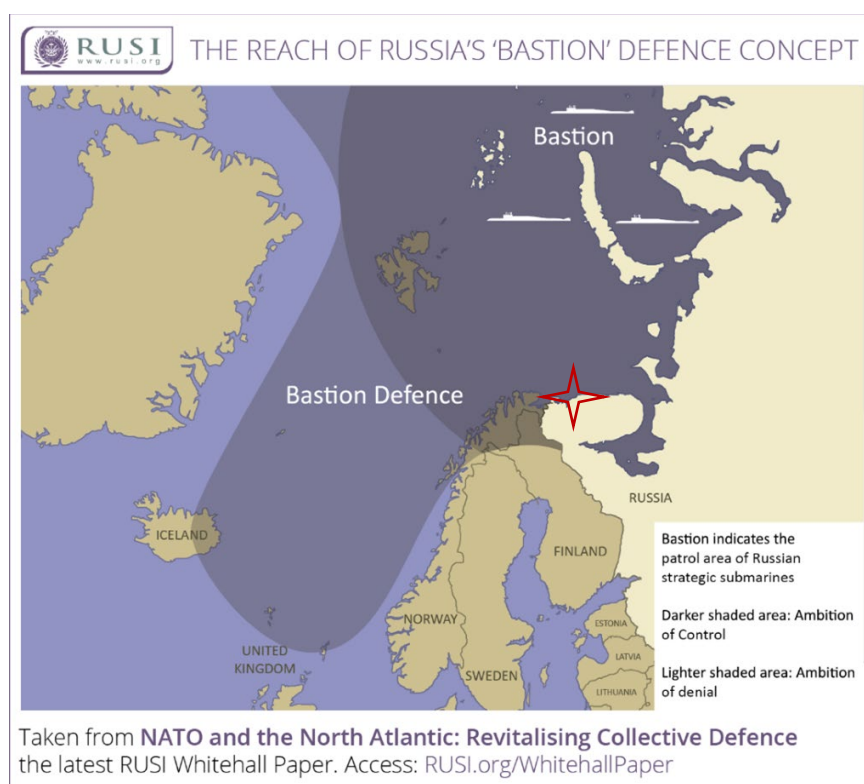 RUSI
www.rusi.org
THE REACH OF RUSSIA'S 'BASTION' DEFENCE CONCEPT
Bastion
Bastion Defence
ICELAND
RUSSIA
FINLAND
NORWAY
SWEDEN
ESTONIA
LATVIA
LITHUANIA
UNITED
KINGDOM
Bastion indicates the
patrol area of Russian
strategic submarines
Darker shaded area: Ambition
of Control
Lighter shaded area: Ambition
of denial
Taken from NATO and the North Atlantic: Revitalising Collective Defence
the latest RUSI Whitehall Paper. Access: RUSI.org/WhitehallPaper